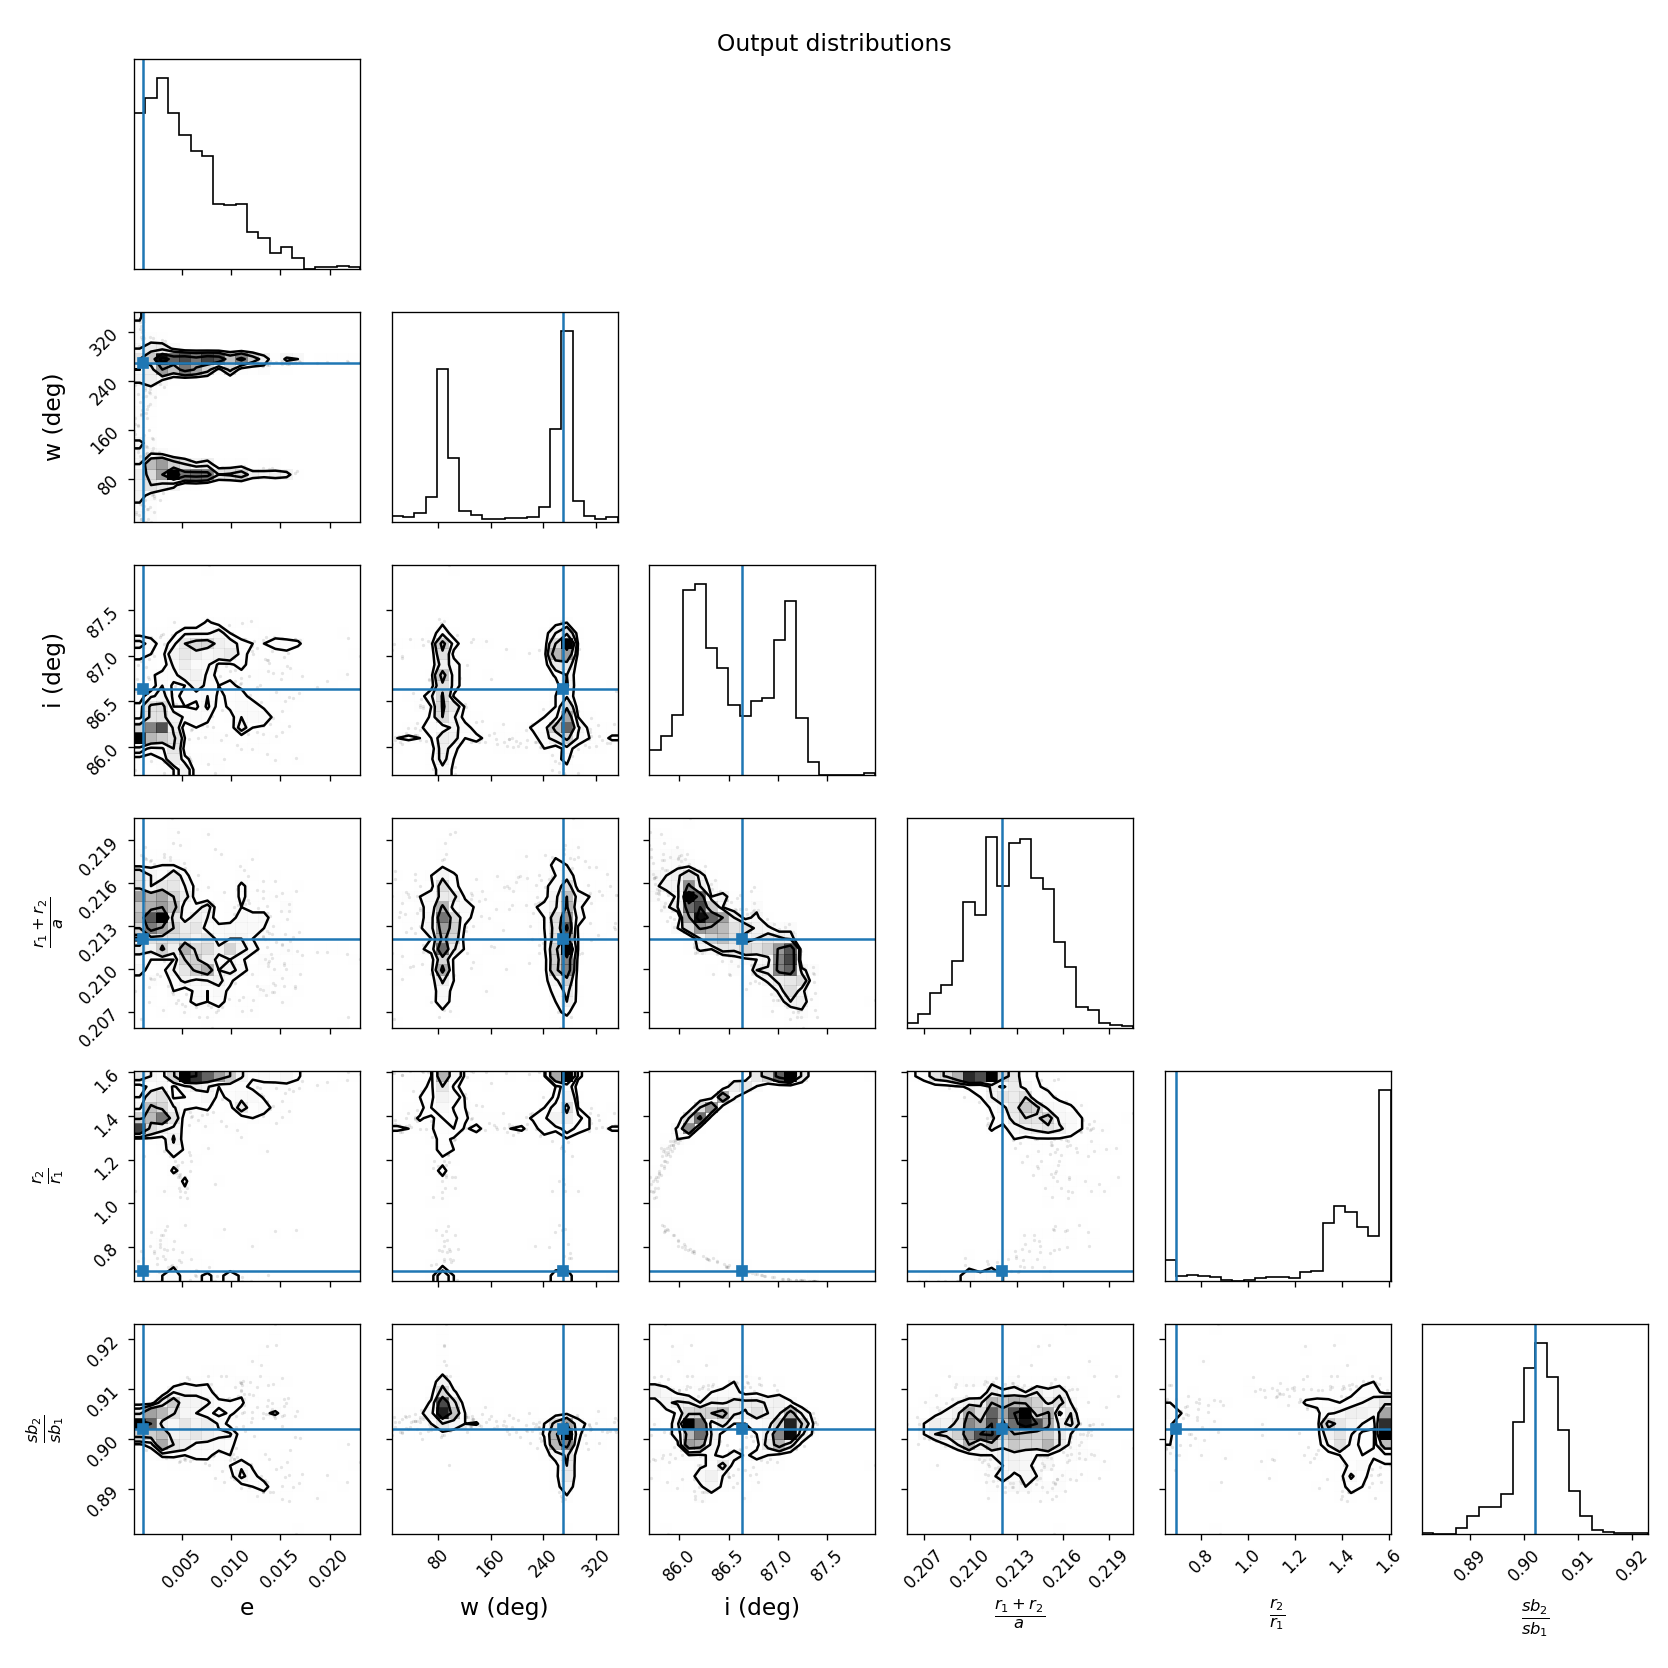 Output distributions
w (deg)
320
240
160
80
i (deg)
87.5
87.0
86.5
86.0
r₁ + r₂
a
0.219
0.216
0.213
0.210
0.207
r₂
r₁
1.6
1.4
1.2
1.0
0.8
sb₂
sb₁
0.92
0.91
0.90
0.89
0.005 0.010 0.015 0.020 80 160 240 320 86.0 86.5 87.0 87.5 0.207 0.210 0.213 0.216 0.219 0.8 1.0 1.2 1.4 1.6 0.89 0.90 0.91 0.92
e w (deg) i (deg)
r₁ + r₂
a
r₂
r₁
sb₂
sb₁